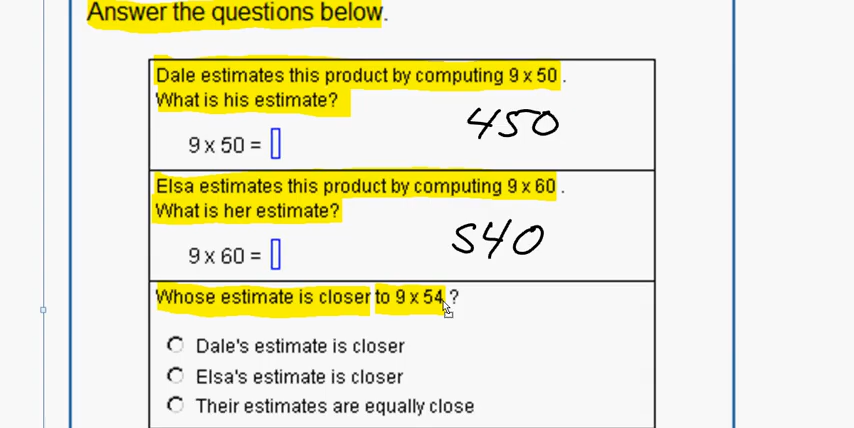 Answer the questions below.
Dale estimates this product by computing 9 x 50 .
What is his estimate?
450
9 x 50 =
Elsa estimates this product by computing 9 x 60 .
What is her estimate?
540
9 x 60 =
Whose estimate is closer to 9 x 54 ?
Dale's estimate is closer
Elsa's estimate is closer
Their estimates are equally close